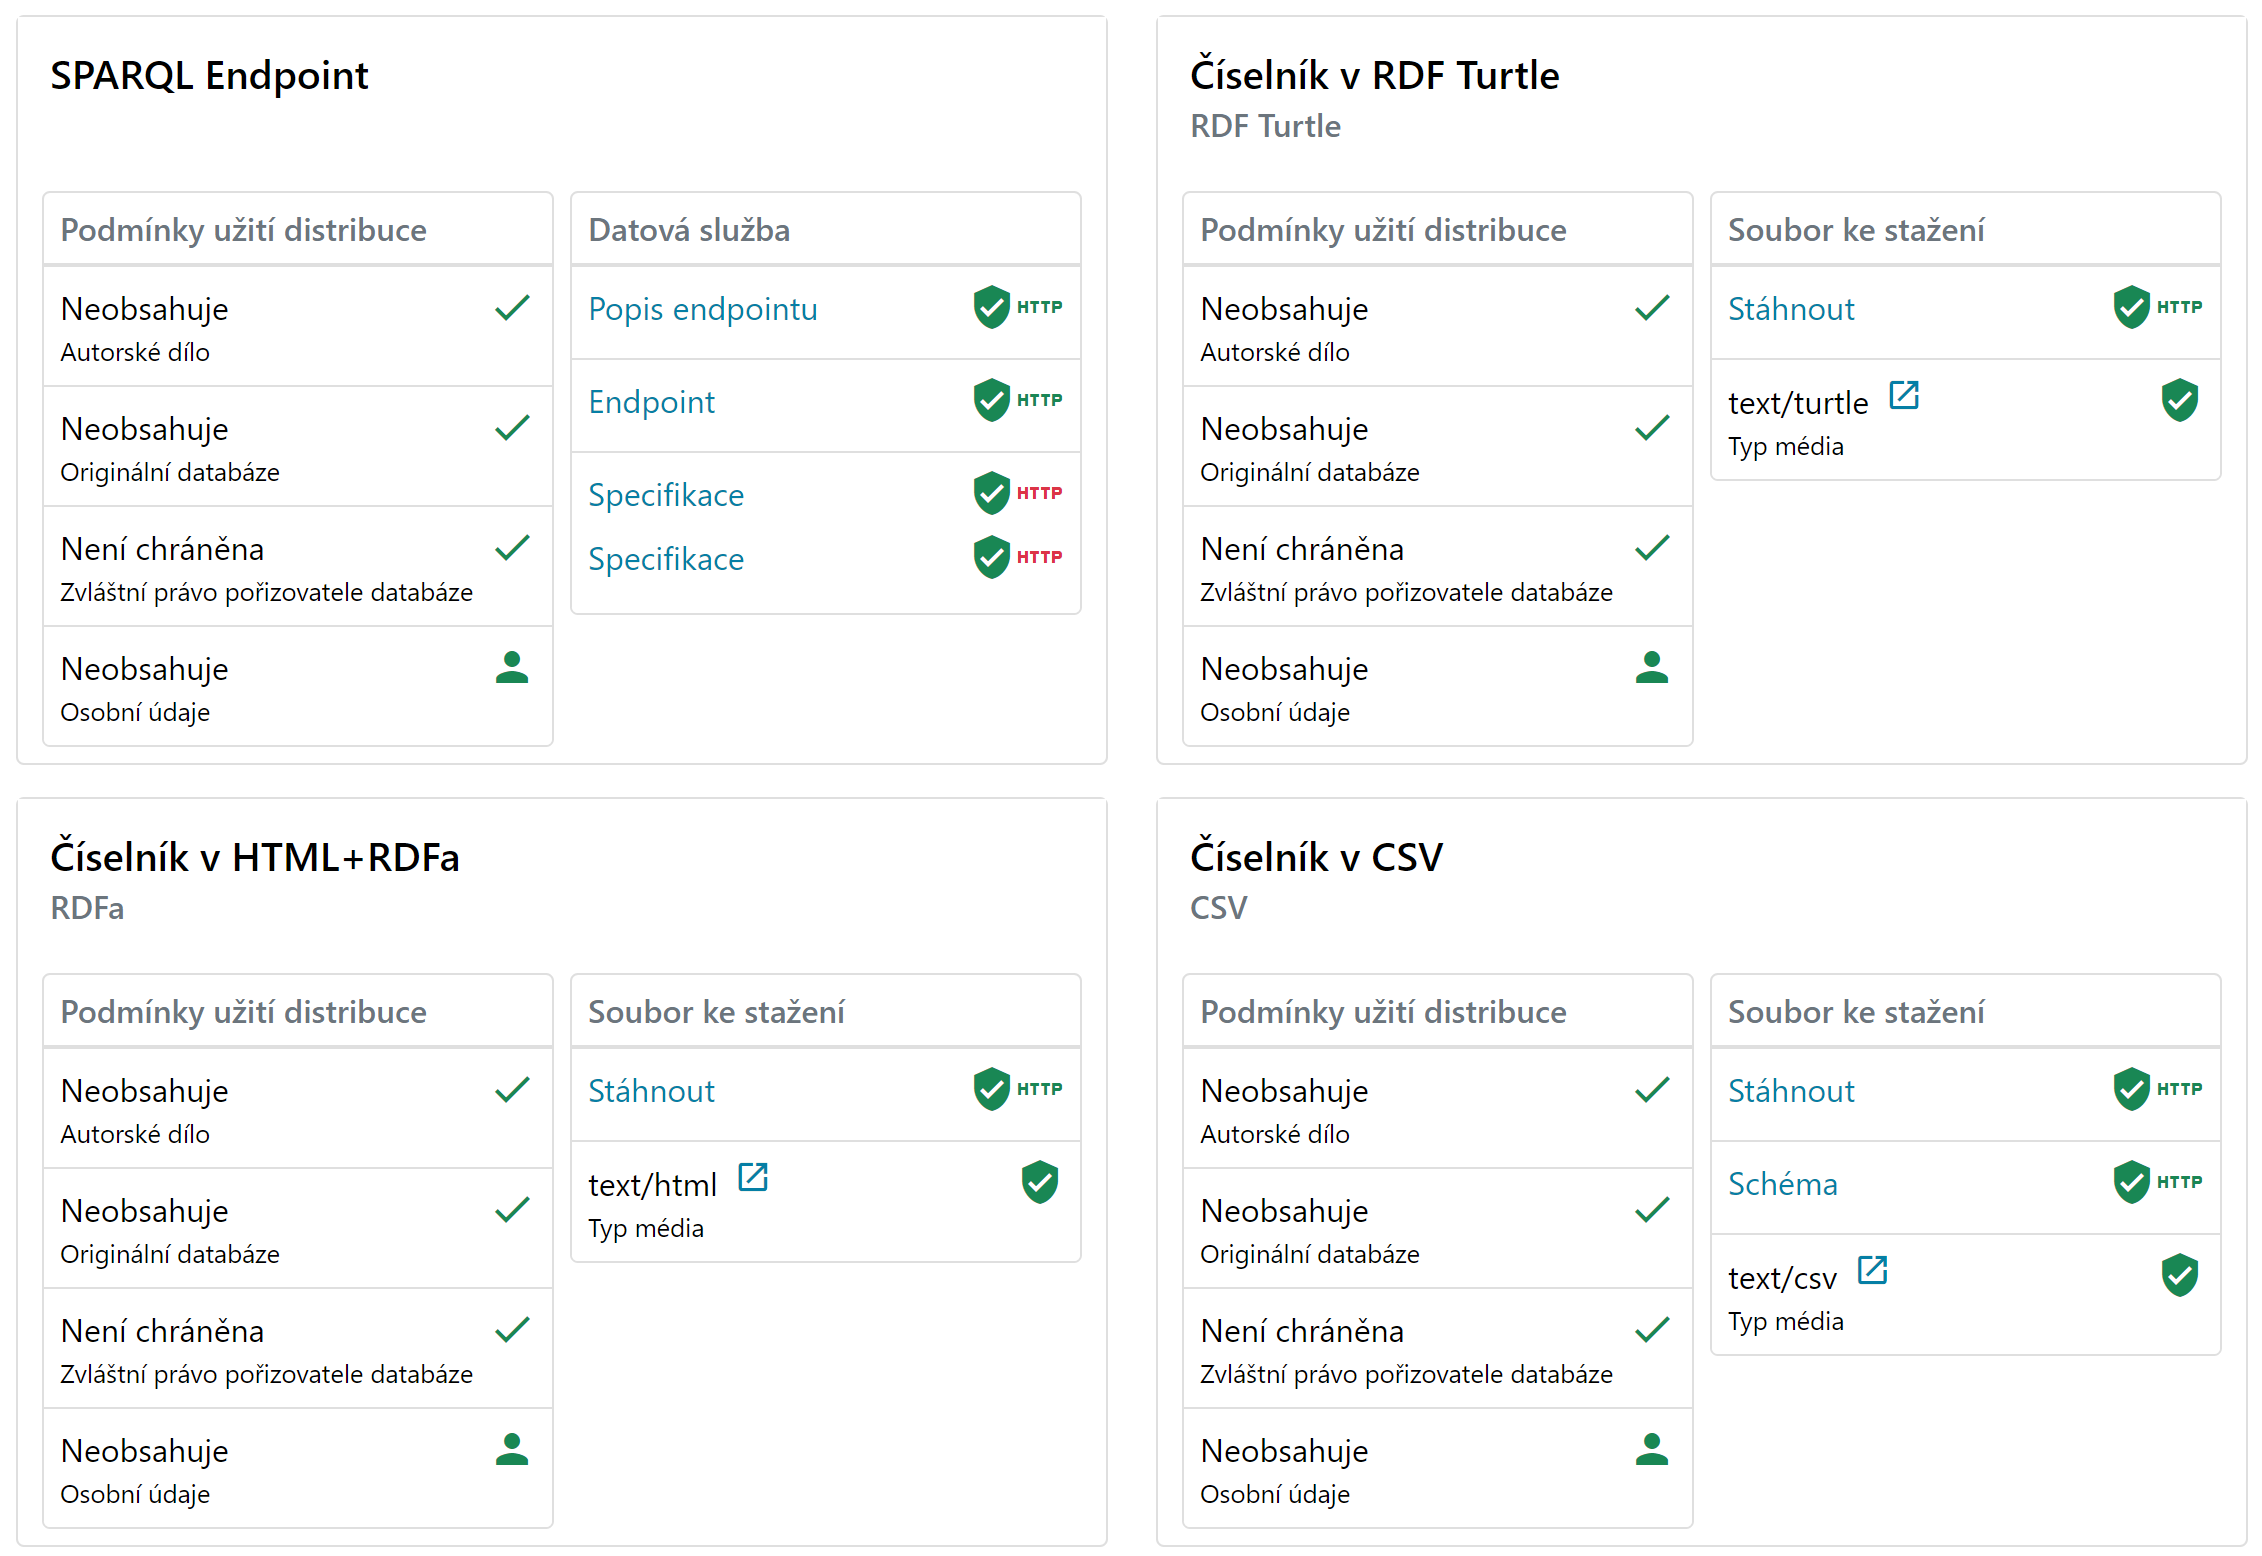 SPARQL Endpoint
Podmínky užití distribuce
Neobsahuje
Autorské dílo
Neobsahuje
Originální databáze
Není chráněna
Zvláštní právo pořizovatele databáze
Neobsahuje
Osobní údaje
Datová služba
Popis endpointu HTTP
Endpoint HTTP
Specifikace HTTP
Specifikace HTTP
Číselník v RDF Turtle
RDF Turtle
Podmínky užití distribuce
Neobsahuje
Autorské dílo
Neobsahuje
Originální databáze
Není chráněna
Zvláštní právo pořizovatele databáze
Neobsahuje
Osobní údaje
Soubor ke stažení
Stáhnout HTTP
text/turtle
Typ média
Číselník v HTML+RDFa
RDFa
Podmínky užití distribuce
Neobsahuje
Autorské dílo
Neobsahuje
Originální databáze
Není chráněna
Zvláštní právo pořizovatele databáze
Neobsahuje
Osobní údaje
Soubor ke stažení
Stáhnout HTTP
text/html
Typ média
Číselník v CSV
CSV
Podmínky užití distribuce
Neobsahuje
Autorské dílo
Neobsahuje
Originální databáze
Není chráněna
Zvláštní právo pořizovatele databáze
Neobsahuje
Osobní údaje
Soubor ke stažení
Stáhnout HTTP
Schéma HTTP
text/csv
Typ média